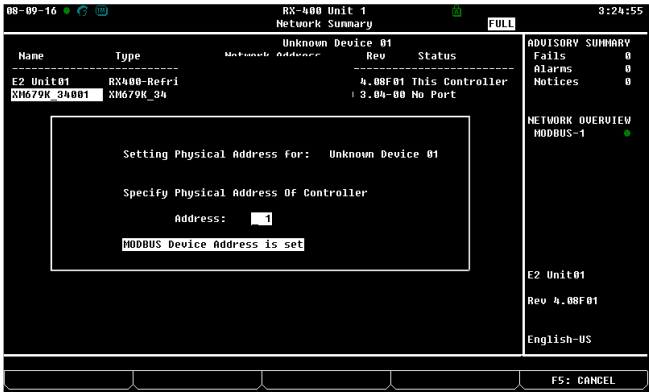 08-09-16 RX-400 Unit 1 3:24:55
Network Summary FULL
Unknown Device 01
Name Type Network Address Rev Status
E2 Unit01 RX400-Refri 4.08F01 This Controller
XM679K_34001 XM679K_34 3.04-00 No Port
Setting Physical Address for: Unknown Device 01
Specify Physical Address Of Controller
Address: __1
MODBUS Device Address is set
ADVISORY SUMMARY
Fails 0
Alarms 0
Notices 0
NETWORK OVERVIEW
MODBUS-1
E2 Unit01
Rev 4.08F01
English-US
F5: CANCEL